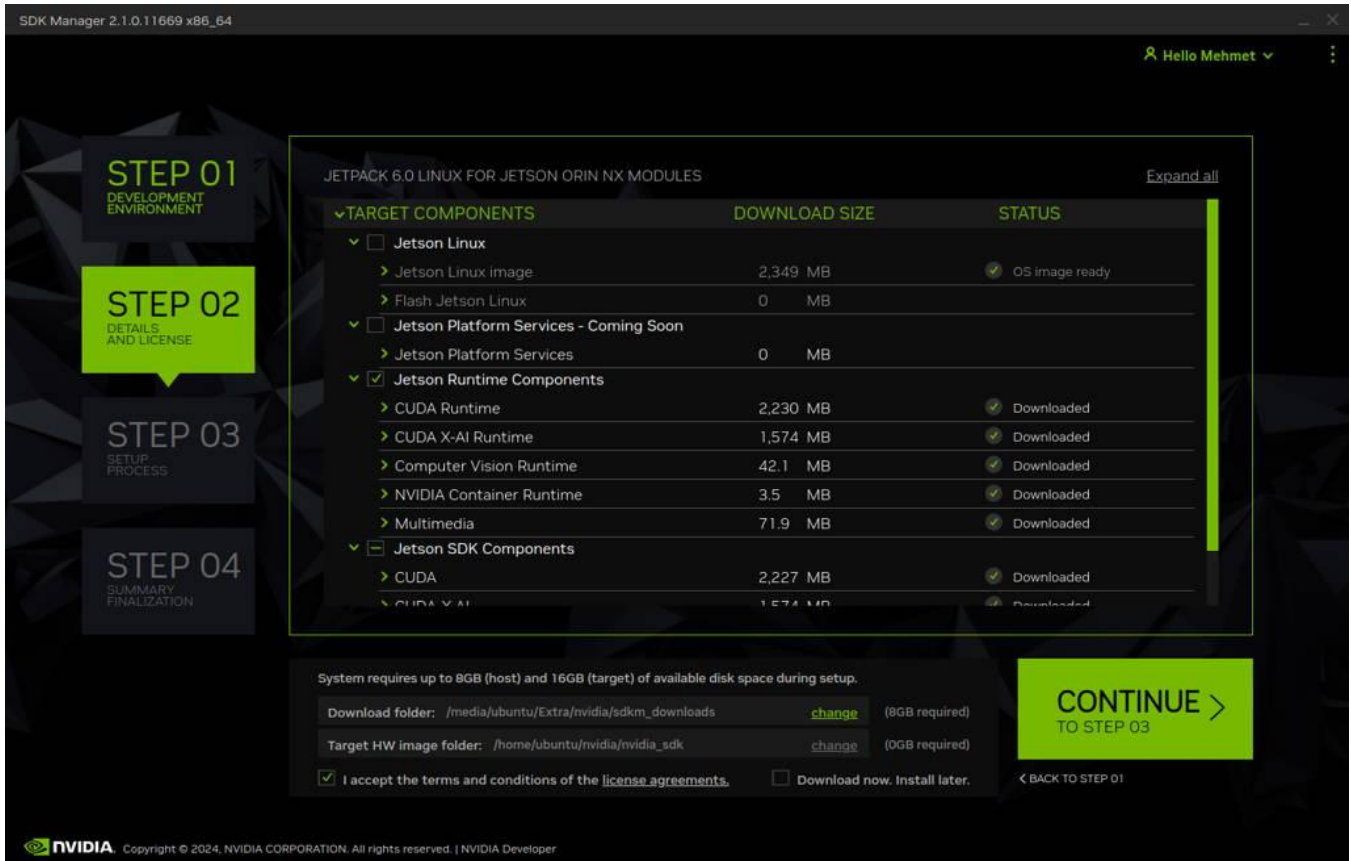 SDK Manager 2.1.0.11669 x86_64
Hello Mehmet
STEP 01
DEVELOPMENT
ENVIRONMENT
STEP 02
DETAILS
AND LICENSE
STEP 03
SETUP
PROCESS
STEP 04
SUMMARY
FINALIZATION
JETPACK 6.0 LINUX FOR JETSON ORIN NX MODULES Expand all
TARGET COMPONENTS DOWNLOAD SIZE STATUS
Jetson Linux
Jetson Linux image 2,349 MB OS image ready
Flash Jetson Linux 0 MB
Jetson Platform Services - Coming Soon
Jetson Platform Services 0 MB
Jetson Runtime Components
CUDA Runtime 2,230 MB Downloaded
CUDA X-AI Runtime 1,574 MB Downloaded
Computer Vision Runtime 42.1 MB Downloaded
NVIDIA Container Runtime 3.5 MB Downloaded
Multimedia 71.9 MB Downloaded
Jetson SDK Components
CUDA 2,227 MB Downloaded
CUDA X-AI 1,574 MB Downloaded
System requires up to 8GB (host) and 16GB (target) of available disk space during setup.
Download folder: /media/ubuntu/Extra/nvidia/sdkm_downloads change (8GB required)
Target HW image folder: /home/ubuntu/nvidia/nvidia_sdk change (0GB required)
I accept the terms and conditions of the license agreements. Download now. Install later.
CONTINUE
TO STEP 03
BACK TO STEP 01
NVIDIA. Copyright © 2024, NVIDIA CORPORATION. All rights reserved. | NVIDIA Developer